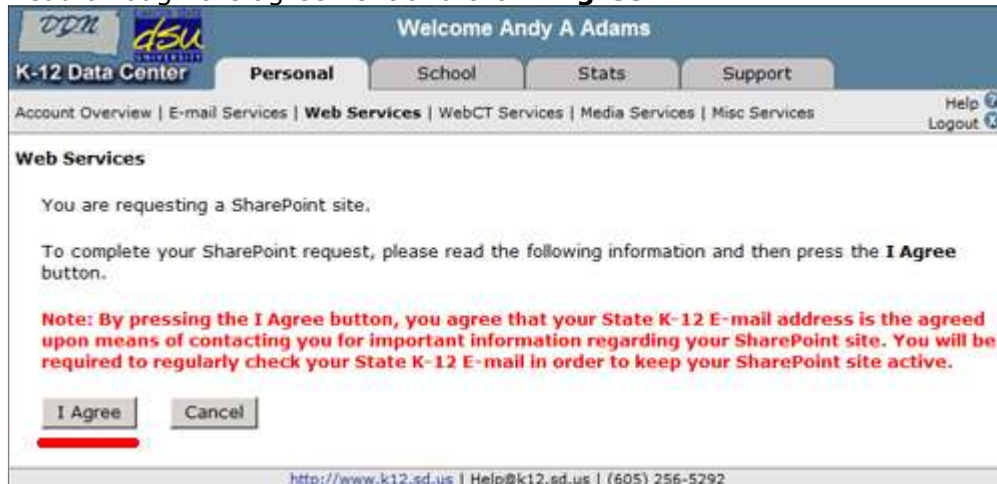 DDN dsu Welcome Andy A Adams
UNIVERSITY
K-12 Data Center Personal School Stats Support
Account Overview | E-mail Services | Web Services | WebCT Services | Media Services | Misc Services Help
Logout
Web Services
You are requesting a SharePoint site.
To complete your SharePoint request, please read the following information and then press the I Agree
button.
Note: By pressing the I Agree button, you agree that your State K-12 E-mail address is the agreed
upon means of contacting you for important information regarding your SharePoint site. You will be
required to regularly check your State K-12 E-mail in order to keep your SharePoint site active.
I Agree Cancel
http://www.k12.sd.us | Help@k12.sd.us | (605) 256-5292